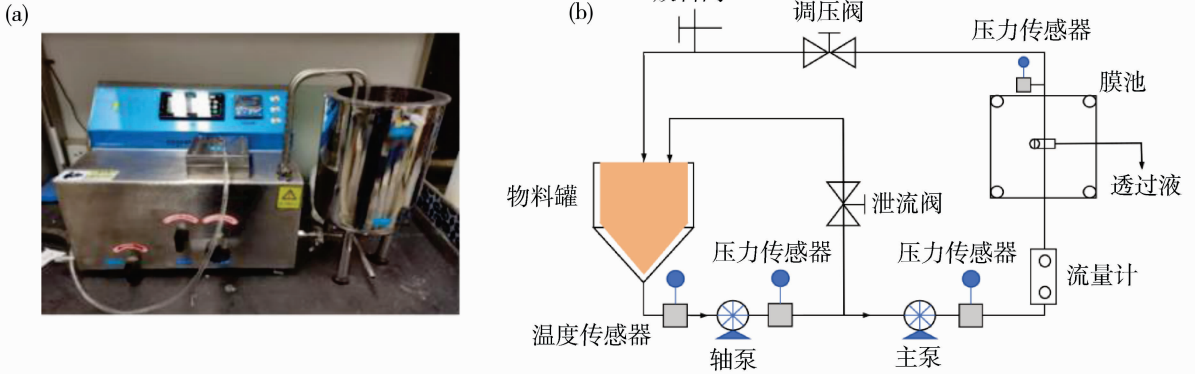 (a)
(b)
调压阀
压力传感器
膜池
透过液
物料罐
泄流阀
压力传感器
压力传感器
流量计
温度传感器
轴泵
主泵